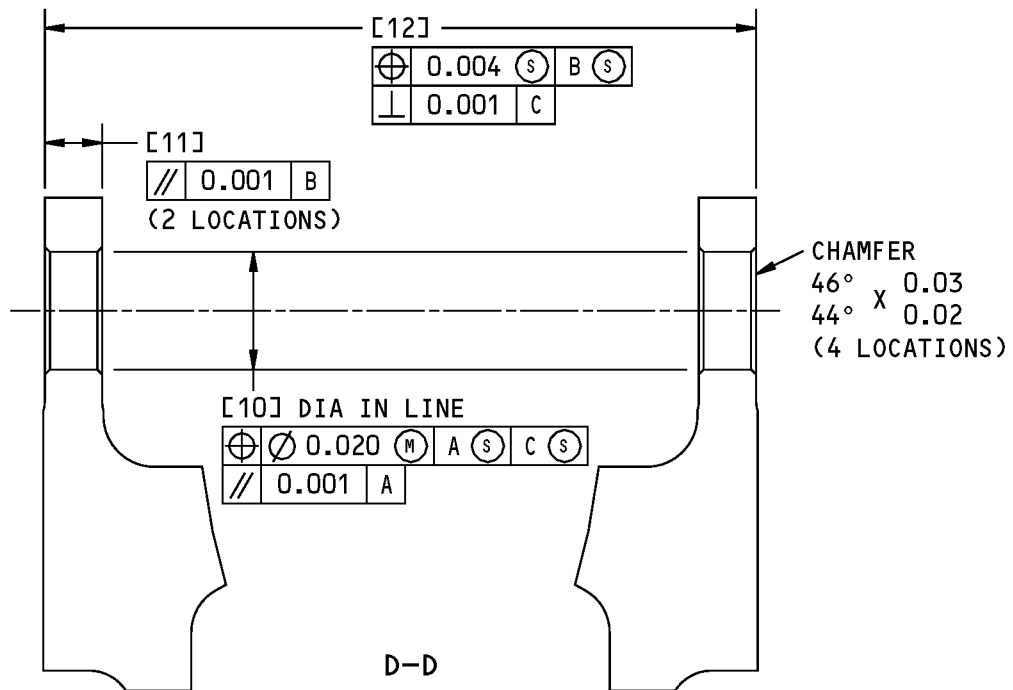 [12]
⌖ 0.004 Ⓢ B Ⓢ
⊥ 0.001 C
[11]
// 0.001 B
(2 LOCATIONS)
CHAMFER
46° X 0.03
44° 0.02
(4 LOCATIONS)
[10] DIA IN LINE
⌖ ∅ 0.020 Ⓜ A Ⓢ C Ⓢ
// 0.001 A
D-D